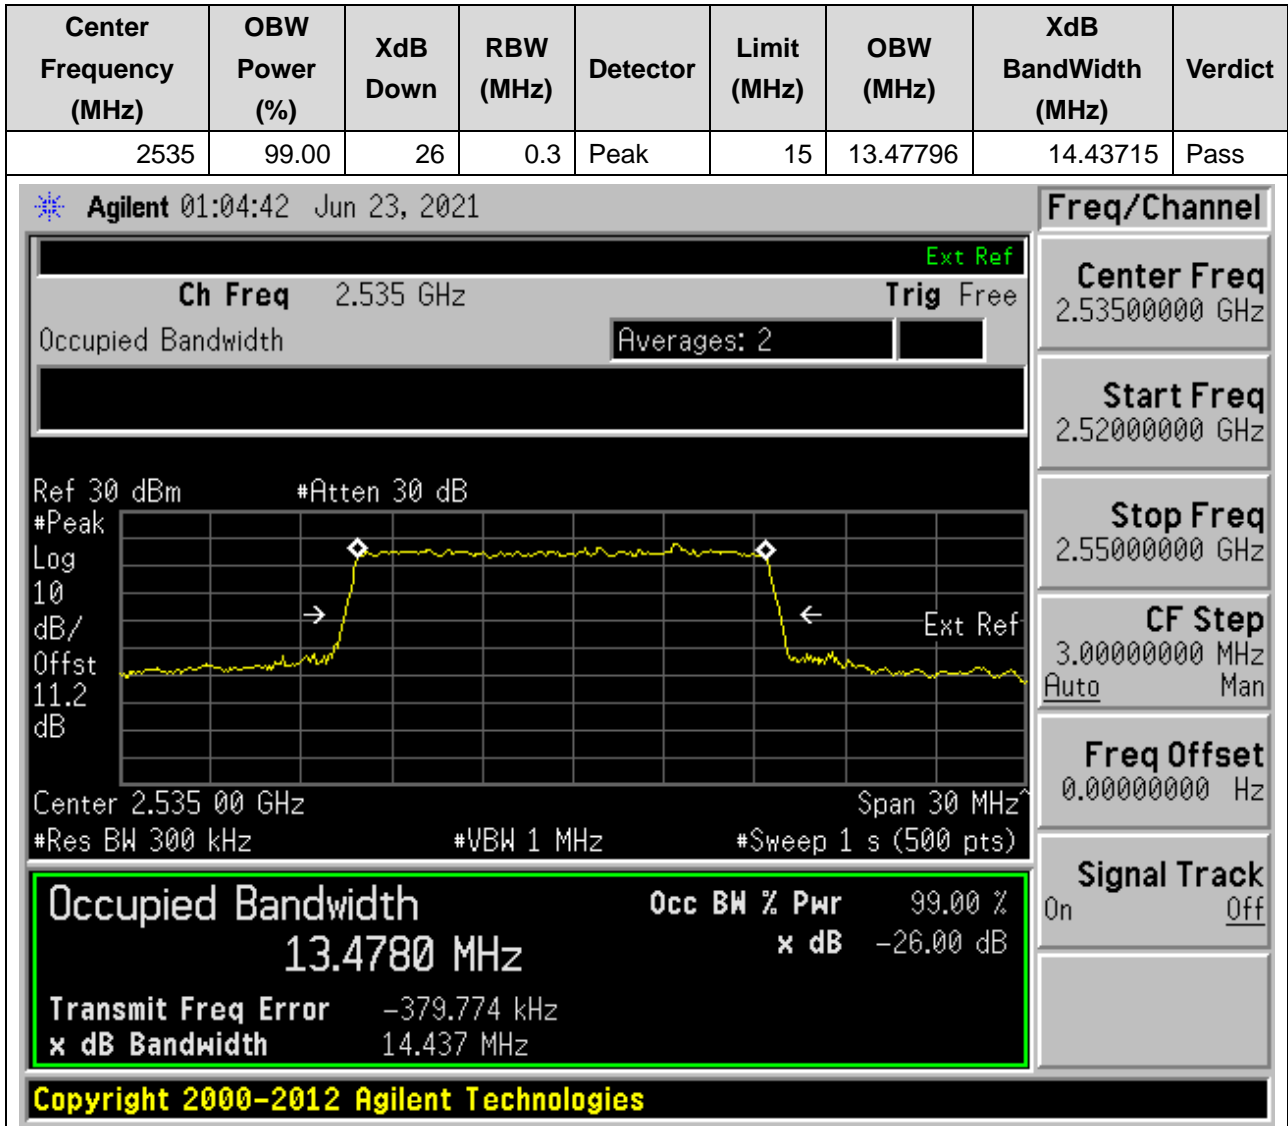 Center Frequency (MHz) OBW Power (%) XdB Down RBW (MHz) Detector Limit (MHz) OBW (MHz) XdB BandWidth (MHz) Verdict
2535 99.00 26 0.3 Peak 15 13.47796 14.43715 Pass
Agilent 01:04:42 Jun 23, 2021
Freq/Channel
Ext Ref
Ch Freq 2.535 GHz Trig Free
Occupied Bandwidth Averages: 2
Center Freq
2.53500000 GHz
Start Freq
2.52000000 GHz
Stop Freq
2.55000000 GHz
CF Step
3.00000000 MHz
Auto Man
Freq Offset
0.00000000 Hz
Signal Track
On Off
Ref 30 dBm #Atten 30 dB
#Peak
Log
10
dB/
Offst
11.2
dB
Ext Ref
Center 2.535 00 GHz Span 30 MHz^
#Res BW 300 kHz #VBW 1 MHz #Sweep 1 s (500 pts)
Occupied Bandwidth Occ BW % Pwr 99.00 %
13.4780 MHz x dB -26.00 dB
Transmit Freq Error -379.774 kHz
x dB Bandwidth 14.437 MHz
Copyright 2000-2012 Agilent Technologies